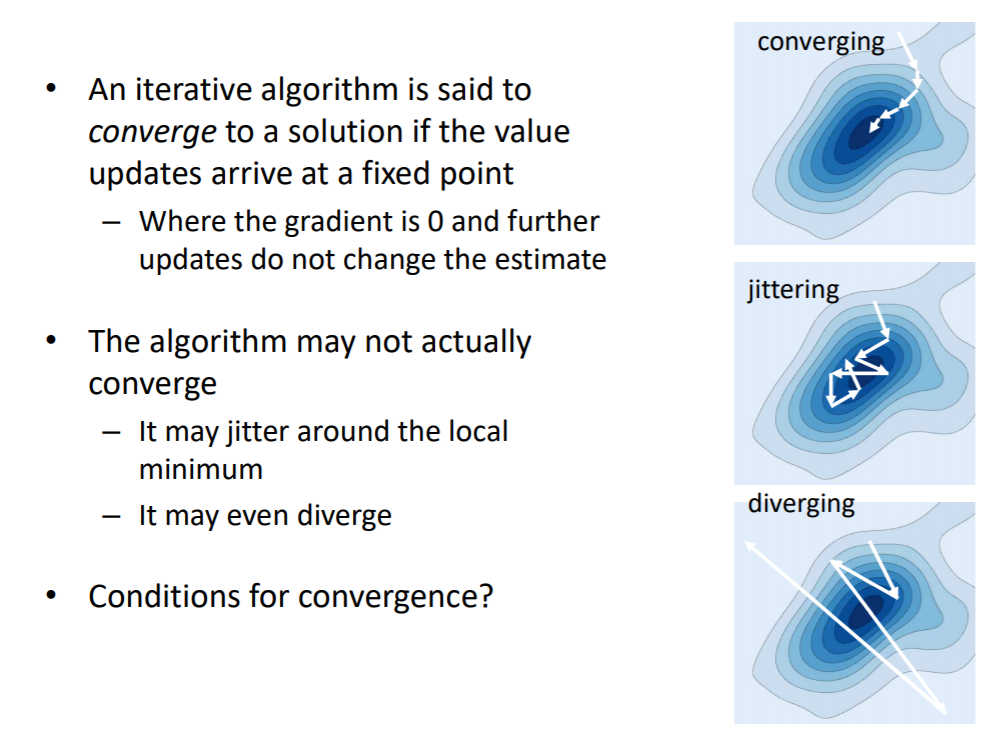 • An iterative algorithm is said to
converge to a solution if the value
updates arrive at a fixed point
– Where the gradient is 0 and further
updates do not change the estimate
• The algorithm may not actually
converge
– It may jitter around the local
minimum
– It may even diverge
• Conditions for convergence?
converging
jittering
diverging